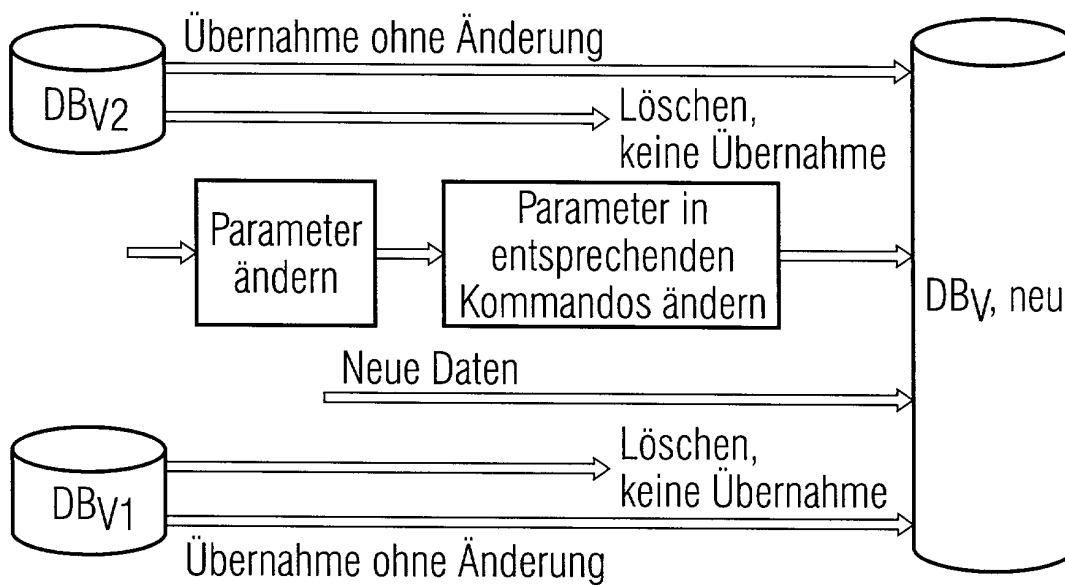 Übernahme ohne Änderung
DBV2
Löschen,
keine Übernahme
Parameter
ändern
Parameter in
entsprechenden
Kommandos ändern
DBV, neu
Neue Daten
Löschen,
keine Übernahme
DBV1
Übernahme ohne Änderung